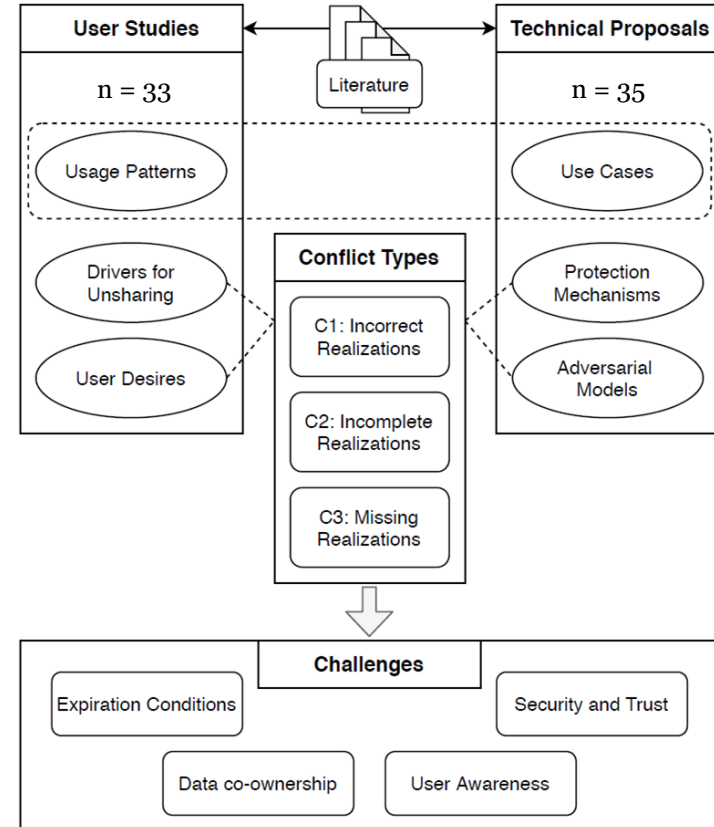 User Studies
Technical Proposals
Literature
n = 33
n = 35
Usage Patterns
Use Cases
Drivers for
Unsharing
Conflict Types
Protection
Mechanisms
C1: Incorrect
Realizations
User Desires
Adversarial
Models
C2: Incomplete
Realizations
C3: Missing
Realizations
Challenges
Expiration Conditions
Security and Trust
Data co-ownership
User Awareness